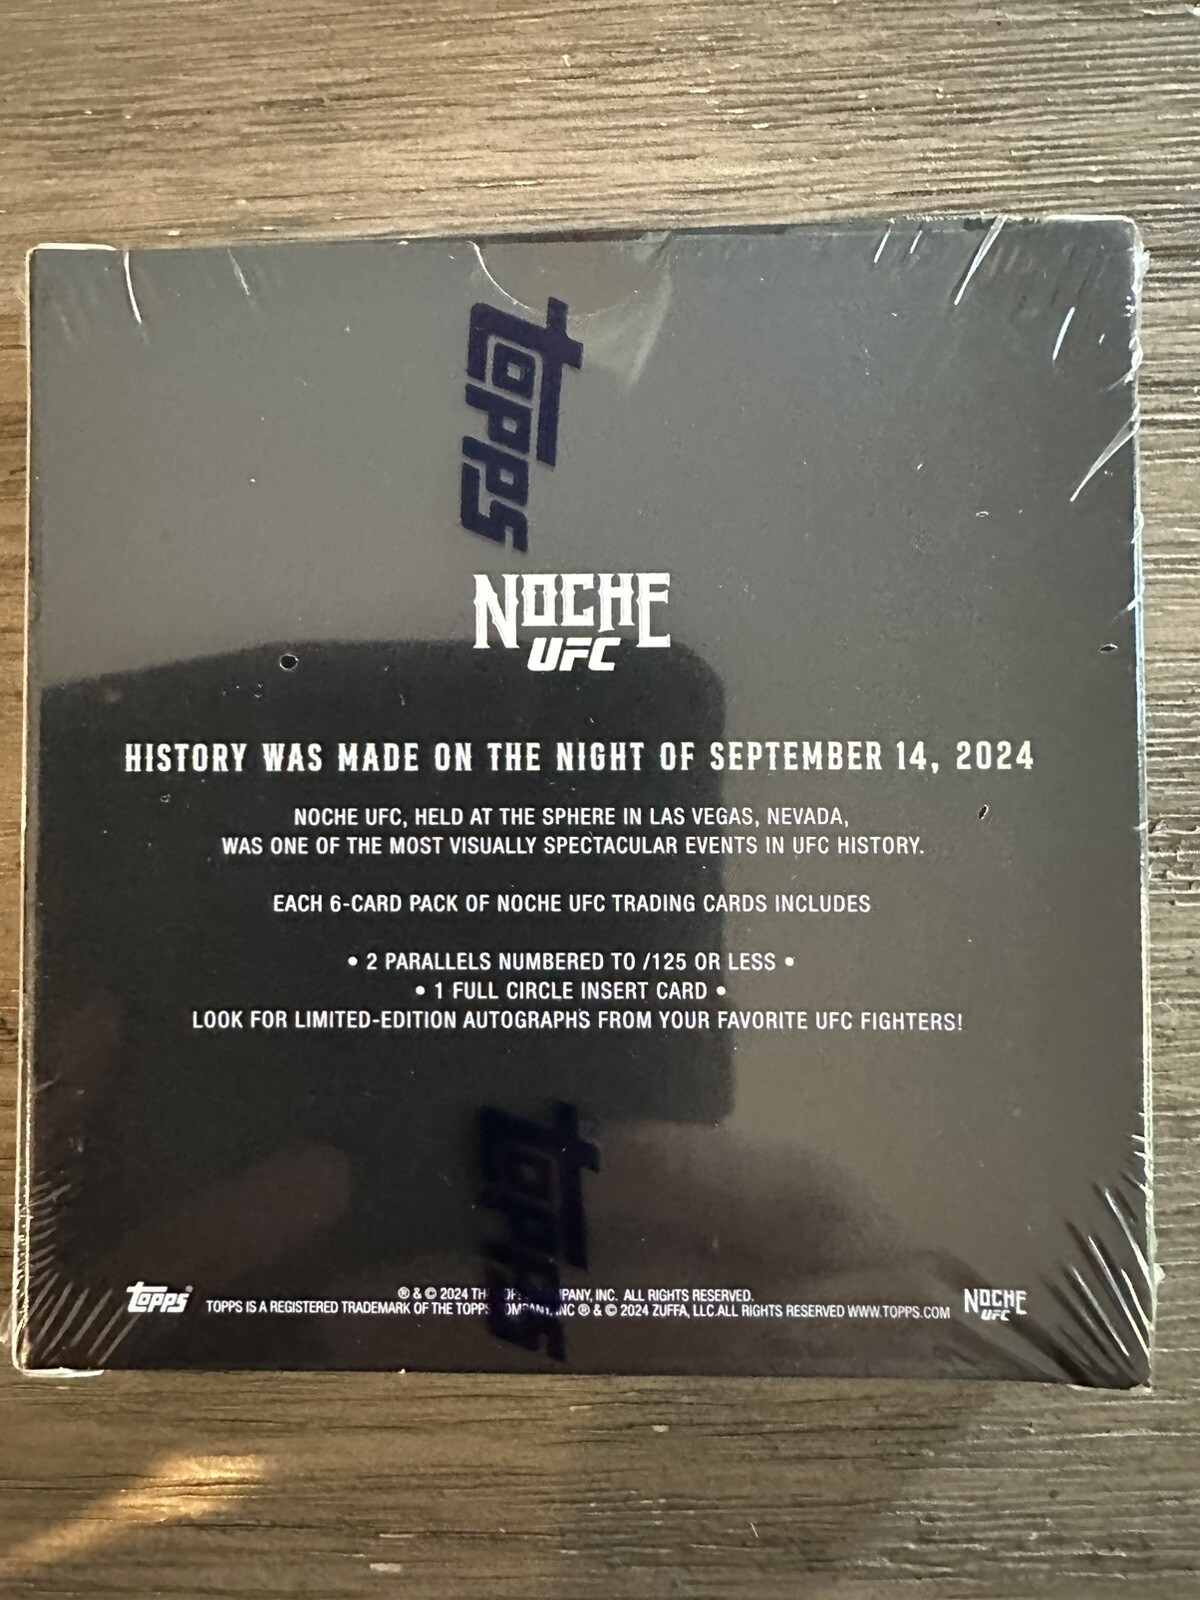 topps
NOCHE
UFC
HISTORY WAS MADE ON THE NIGHT OF SEPTEMBER 14, 2024
NOCHE UFC, HELD AT THE SPHERE IN LAS VEGAS, NEVADA,
WAS ONE OF THE MOST VISUALLY SPECTACULAR EVENTS IN UFC HISTORY.
EACH 6-CARD PACK OF NOCHE UFC TRADING CARDS INCLUDES
• 2 PARALLELS NUMBERED TO /125 OR LESS •
• 1 FULL CIRCLE INSERT CARD •
LOOK FOR LIMITED-EDITION AUTOGRAPHS FROM YOUR FAVORITE UFC FIGHTERS!
topps
topps®
® & © 2024 INC. ALL RIGHTS RESERVED.
TOPPS IS A REGISTERED TRADEMARK OF THE TOPPS INC ® & © 2024 ZUFFA, LLC.ALL RIGHTS RESERVED WWW.TOPPS.COM
NOCHE
UFC